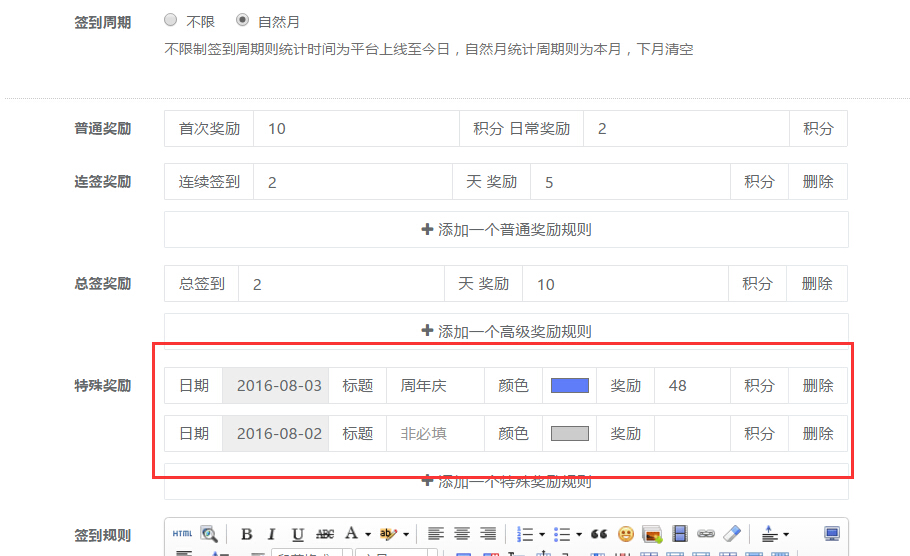 签到周期 不限 自然月
不限制签到周期则统计时间为平台上线至今日，自然月统计周期则为本月，下月清空
普通奖励 首次奖励 10 积分 日常奖励 2 积分
连签奖励 连续签到 2 天 奖励 5 积分 删除
+ 添加一个普通奖励规则
总签奖励 总签到 2 天 奖励 10 积分 删除
+ 添加一个高级奖励规则
特殊奖励 日期 2016-08-03 标题 周年庆 颜色 奖励 48 积分 删除
日期 2016-08-02 标题 非必填 颜色 奖励 积分 删除
+ 添加一个特殊奖励规则
签到规则 HTML B I U ABC A ab